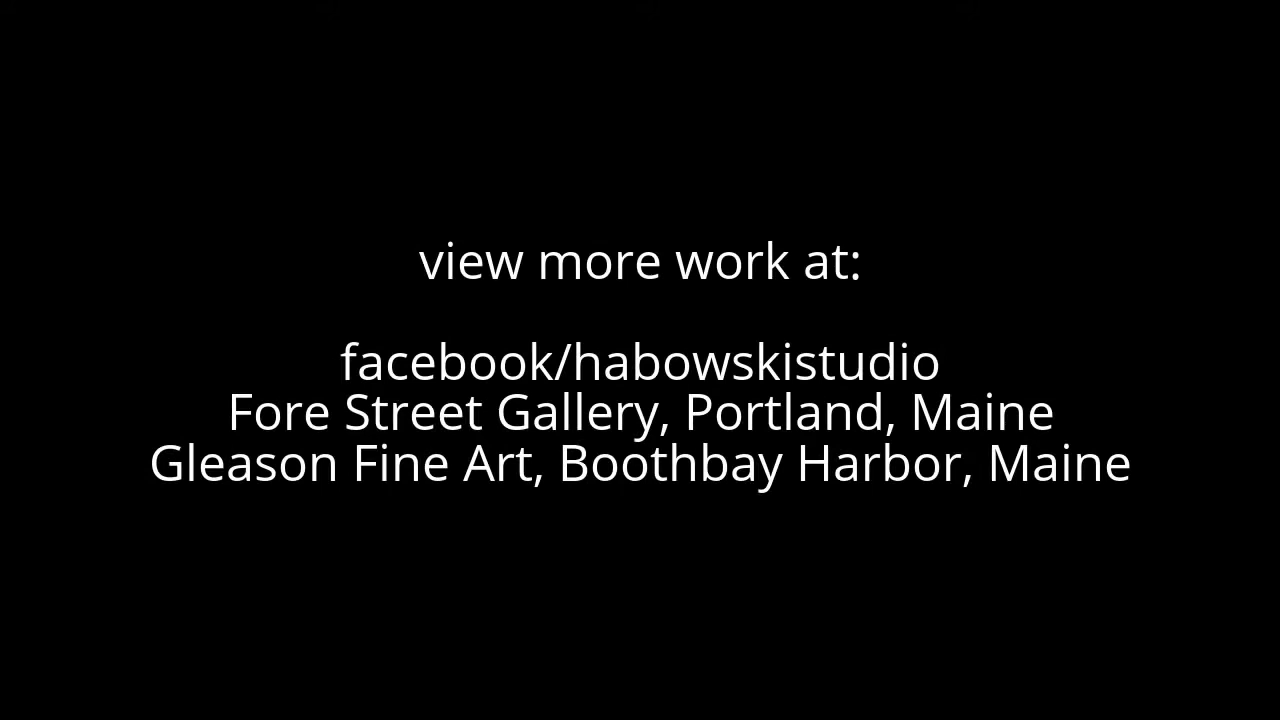 view more work at:
facebook/habowskistudio
Fore Street Gallery, Portland, Maine
Gleason Fine Art, Boothbay Harbor, Maine